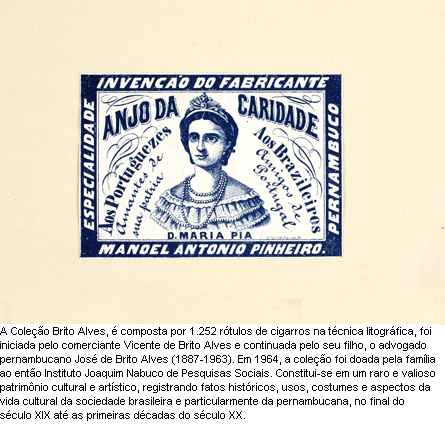 INVENCÃO DO FABRICANTE
ESPECIALIDADE
PERNAMBUCO
ANJO DA CARIDADE
Aos Portuguezes
Amantes de
sua patria
Aos Brazileiros
Amigos de
Portugal
D. MARIA PIA
MANOEL ANTONIO PINHEIRO.
A Coleção Brito Alves, é composta por 1.252 rótulos de cigarros na técnica litográfica, foi
iniciada pelo comerciante Vicente de Brito Alves e continuada pelo seu filho, o advogado
pernambucano José de Brito Alves (1887-1963). Em 1964, a coleção foi doada pela família
ao então Instituto Joaquim Nabuco de Pesquisas Sociais. Constitui-se em um raro e valioso
patrimônio cultural e artístico, registrando fatos históricos, usos, costumes e aspectos da
vida cultural da sociedade brasileira e particularmente da pernambucana, no final do
século XIX até as primeiras décadas do século XX.